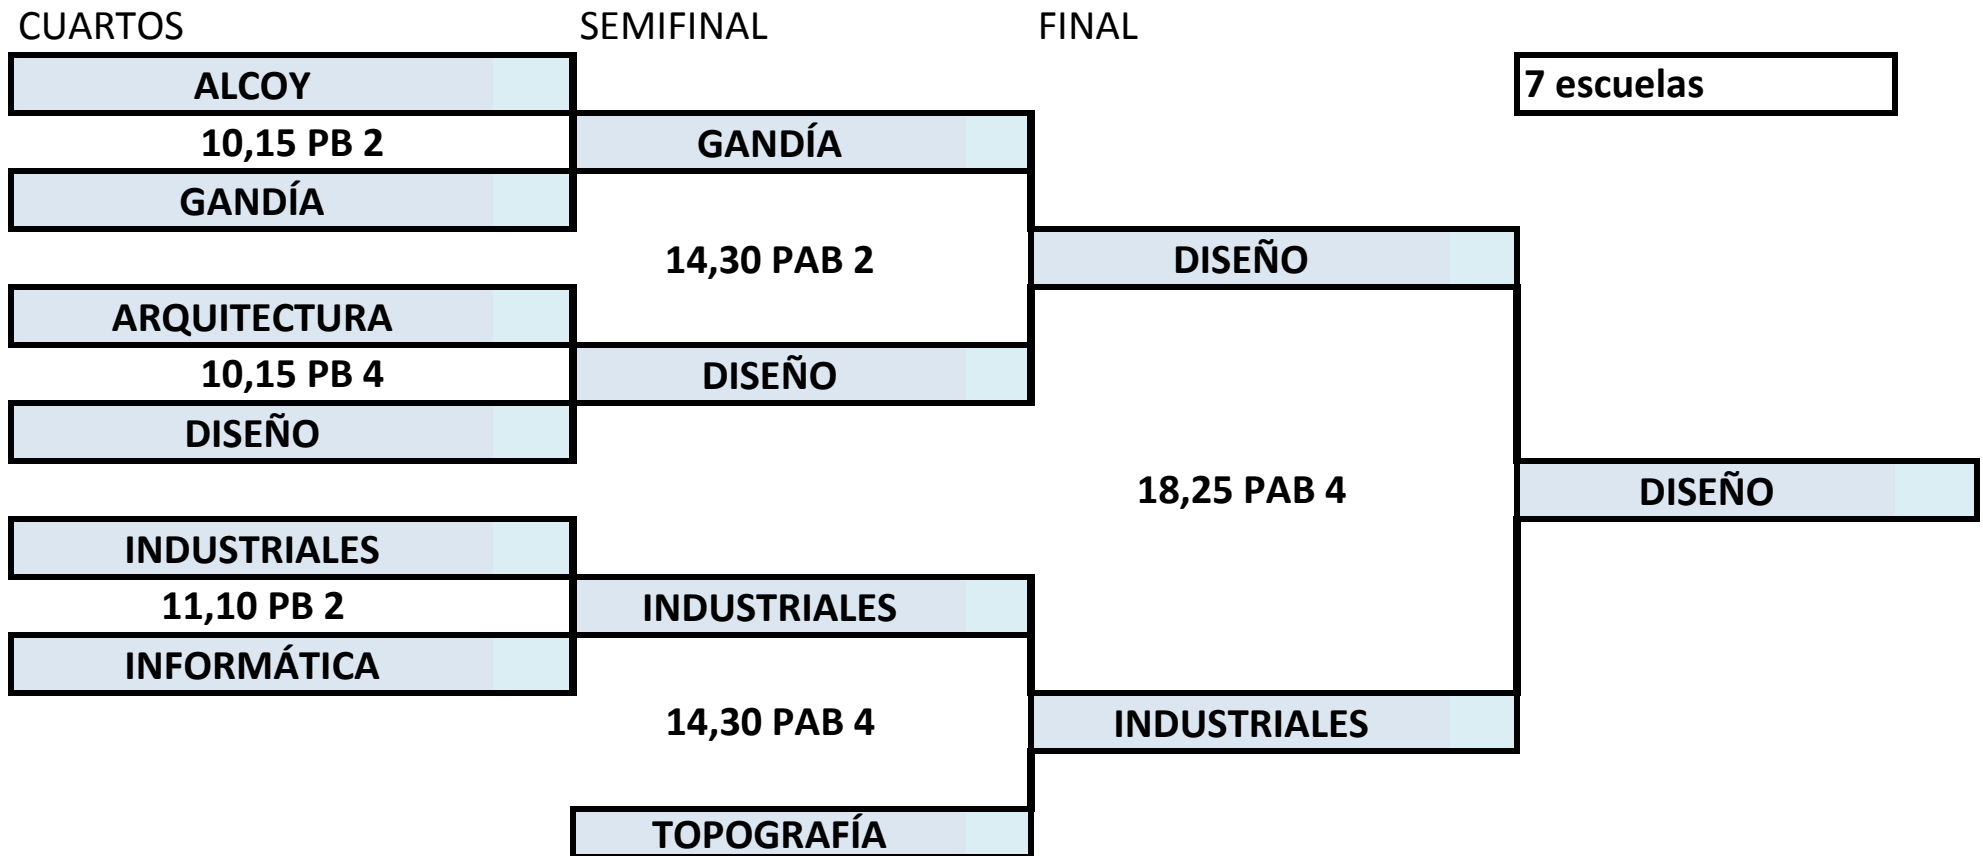 CUARTOS SEMIFINAL FINAL
ALCOY 7 escuelas
10,15 PB 2 GANDÍA
GANDÍA
14,30 PAB 2 DISEÑO
ARQUITECTURA
10,15 PB 4 DISEÑO
DISEÑO
18,25 PAB 4 DISEÑO
INDUSTRIALES
11,10 PB 2 INDUSTRIALES
INFORMÁTICA
14,30 PAB 4 INDUSTRIALES
TOPOGRAFÍA